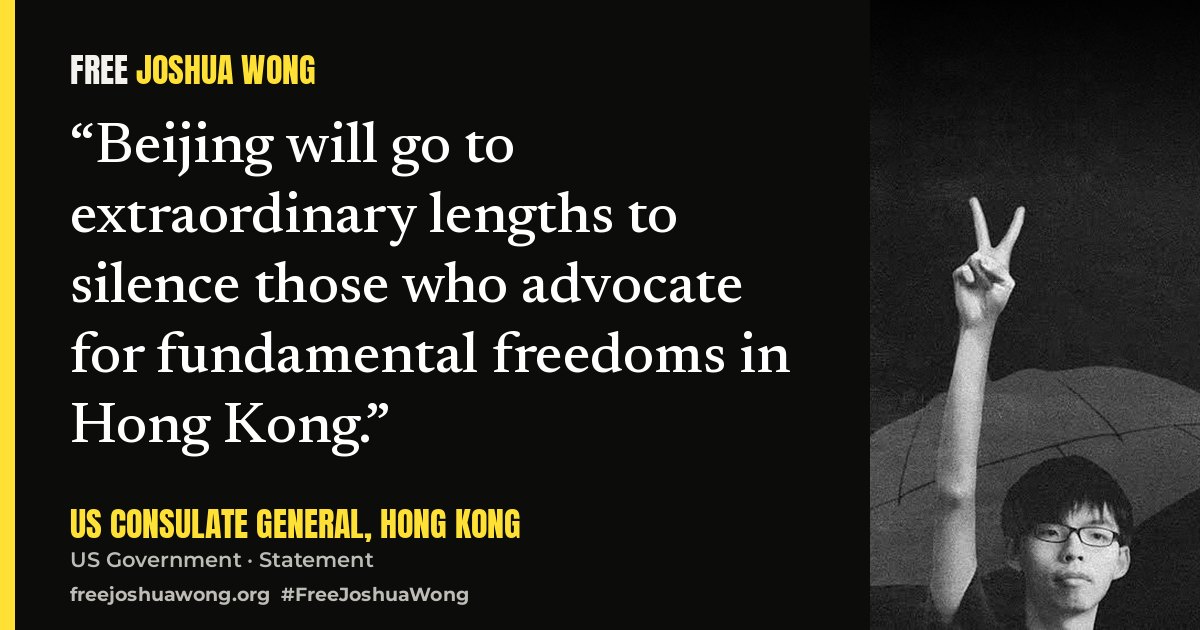 FREE JOSHUA WONG
“Beijing will go to
extraordinary lengths to
silence those who advocate
for fundamental freedoms in
Hong Kong.”
US CONSULATE GENERAL, HONG KONG
US Government · Statement
freejoshuawong.org #FreeJoshuaWong